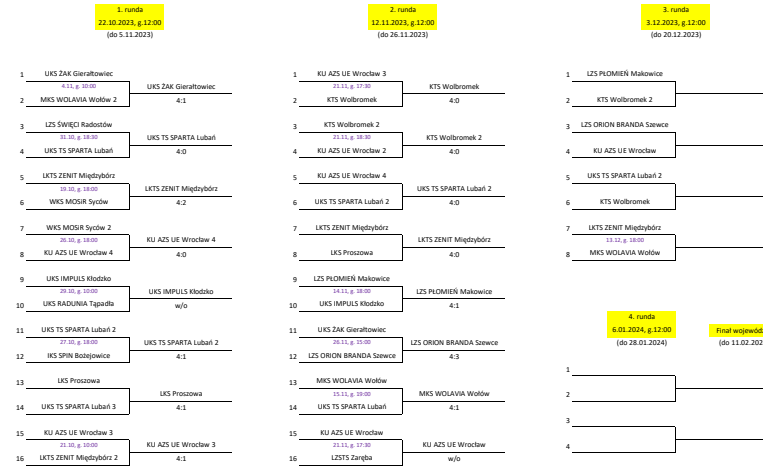 1. runda
22.10.2023, g.12:00
(do 5.11.2023)
1 UKS ŻAK Gierałtowiec
4.11, g. 10:00
UKS ŻAK Gierałtowiec
2 MKS WOLAVIA Wołów 2
4:1
3 LZS ŚWIĘCI Radostów
31.10, g. 18:30
UKS TS SPARTA Lubań
4 UKS TS SPARTA Lubań
4:0
5 LKTS ZENIT Międzybórz
19.10, g. 18:00
LKTS ZENIT Międzybórz
6 WKS MOSiR Syców
4:2
7 WKS MOSiR Syców 2
26.10, g. 18:00
KU AZS UE Wrocław 4
8 KU AZS UE Wrocław 4
4:0
9 UKS IMPULS Kłodzko
29.10, g. 10:00
UKS IMPULS Kłodzko
10 UKS RADUNIA Tąpadła
w/o
11 UKS TS SPARTA Lubań 2
27.10, g. 18:00
UKS TS SPARTA Lubań 2
12 IKS SPIN Bożejowice
4:1
13 LKS Proszowa
LKS Proszowa
14 UKS TS SPARTA Lubań 3
4:1
15 KU AZS UE Wrocław 3
21.10, g. 10:00
KU AZS UE Wrocław 3
16 LKTS ZENIT Międzybórz 2
4:1
2. runda
12.11.2023, g.12:00
(do 26.11.2023)
1 KU AZS UE Wrocław 3
21.11, g. 17:30
KTS Wolbromek
2 KTS Wolbromek
4:0
3 KTS Wolbromek 2
21.11, g. 18:30
KTS Wolbromek 2
4 KU AZS UE Wrocław 2
4:0
5 KU AZS UE Wrocław 4
UKS TS SPARTA Lubań 2
6 UKS TS SPARTA Lubań 2
4:0
7 LKTS ZENIT Międzybórz
LKTS ZENIT Międzybórz
8 LKS Proszowa
4:0
9 LZS PŁOMIEŃ Makowice
14.11, g. 18:00
LZS PŁOMIEŃ Makowice
10 UKS IMPULS Kłodzko
4:1
11 UKS ŻAK Gierałtowiec
26.11, g. 15:00
LZS ORION BRANDA Szewce
12 LZS ORION BRANDA Szewce
4:3
13 MKS WOLAVIA Wołów
15.11, g. 19:00
MKS WOLAVIA Wołów
14 UKS TS SPARTA Lubań
4:1
15 KU AZS UE Wrocław
21.11, g. 17:30
KU AZS UE Wrocław
16 LZSTS Zaręba
w/o
3. runda
3.12.2023, g.12:00
(do 20.12.2023)
1 LZS PŁOMIEŃ Makowice
2 KTS Wolbromek 2
3 LZS ORION BRANDA Szewce
4 KU AZS UE Wrocław
5 UKS TS SPARTA Lubań 2
6 KTS Wolbromek
7 LKTS ZENIT Międzybórz
13.12, g. 18:00
8 MKS WOLAVIA Wołów
4. runda
6.01.2024, g.12:00
(do 28.01.2024)
Finał wojewódz
(do 11.02.202
1
2
3
4